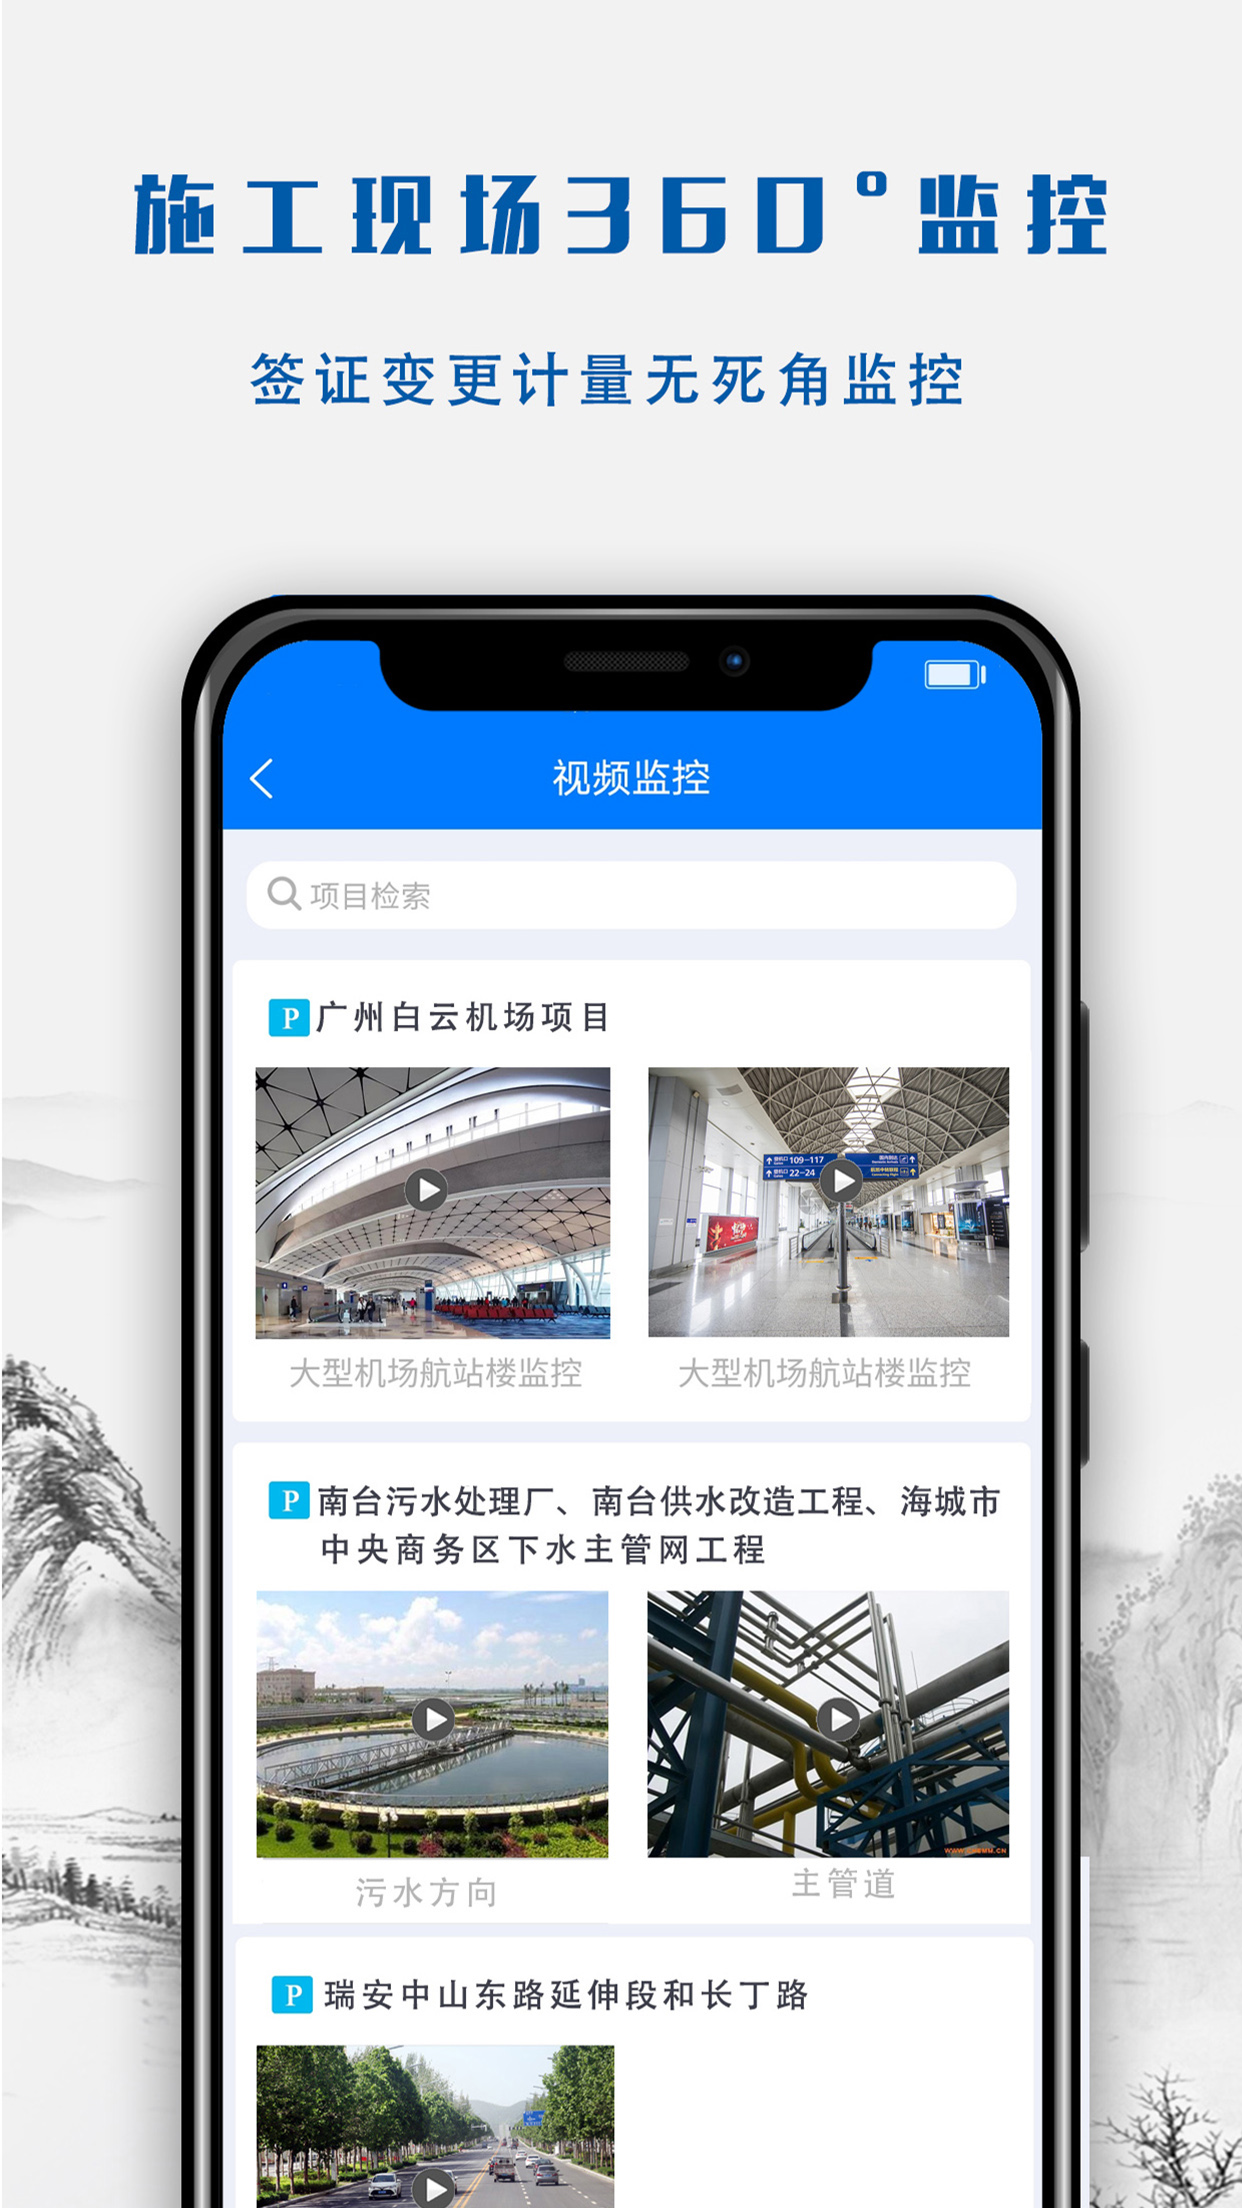 施工现场360°监控
签证变更计量无死角监控
视频监控
项目检索
P 广州白云机场项目
109-117
22-24
大型机场航站楼监控
大型机场航站楼监控
P 南台污水处理厂、南台供水改造工程、海城市
中央商务区下水主管网工程
污水方向
主管道
P 瑞安中山东路延伸段和长丁路